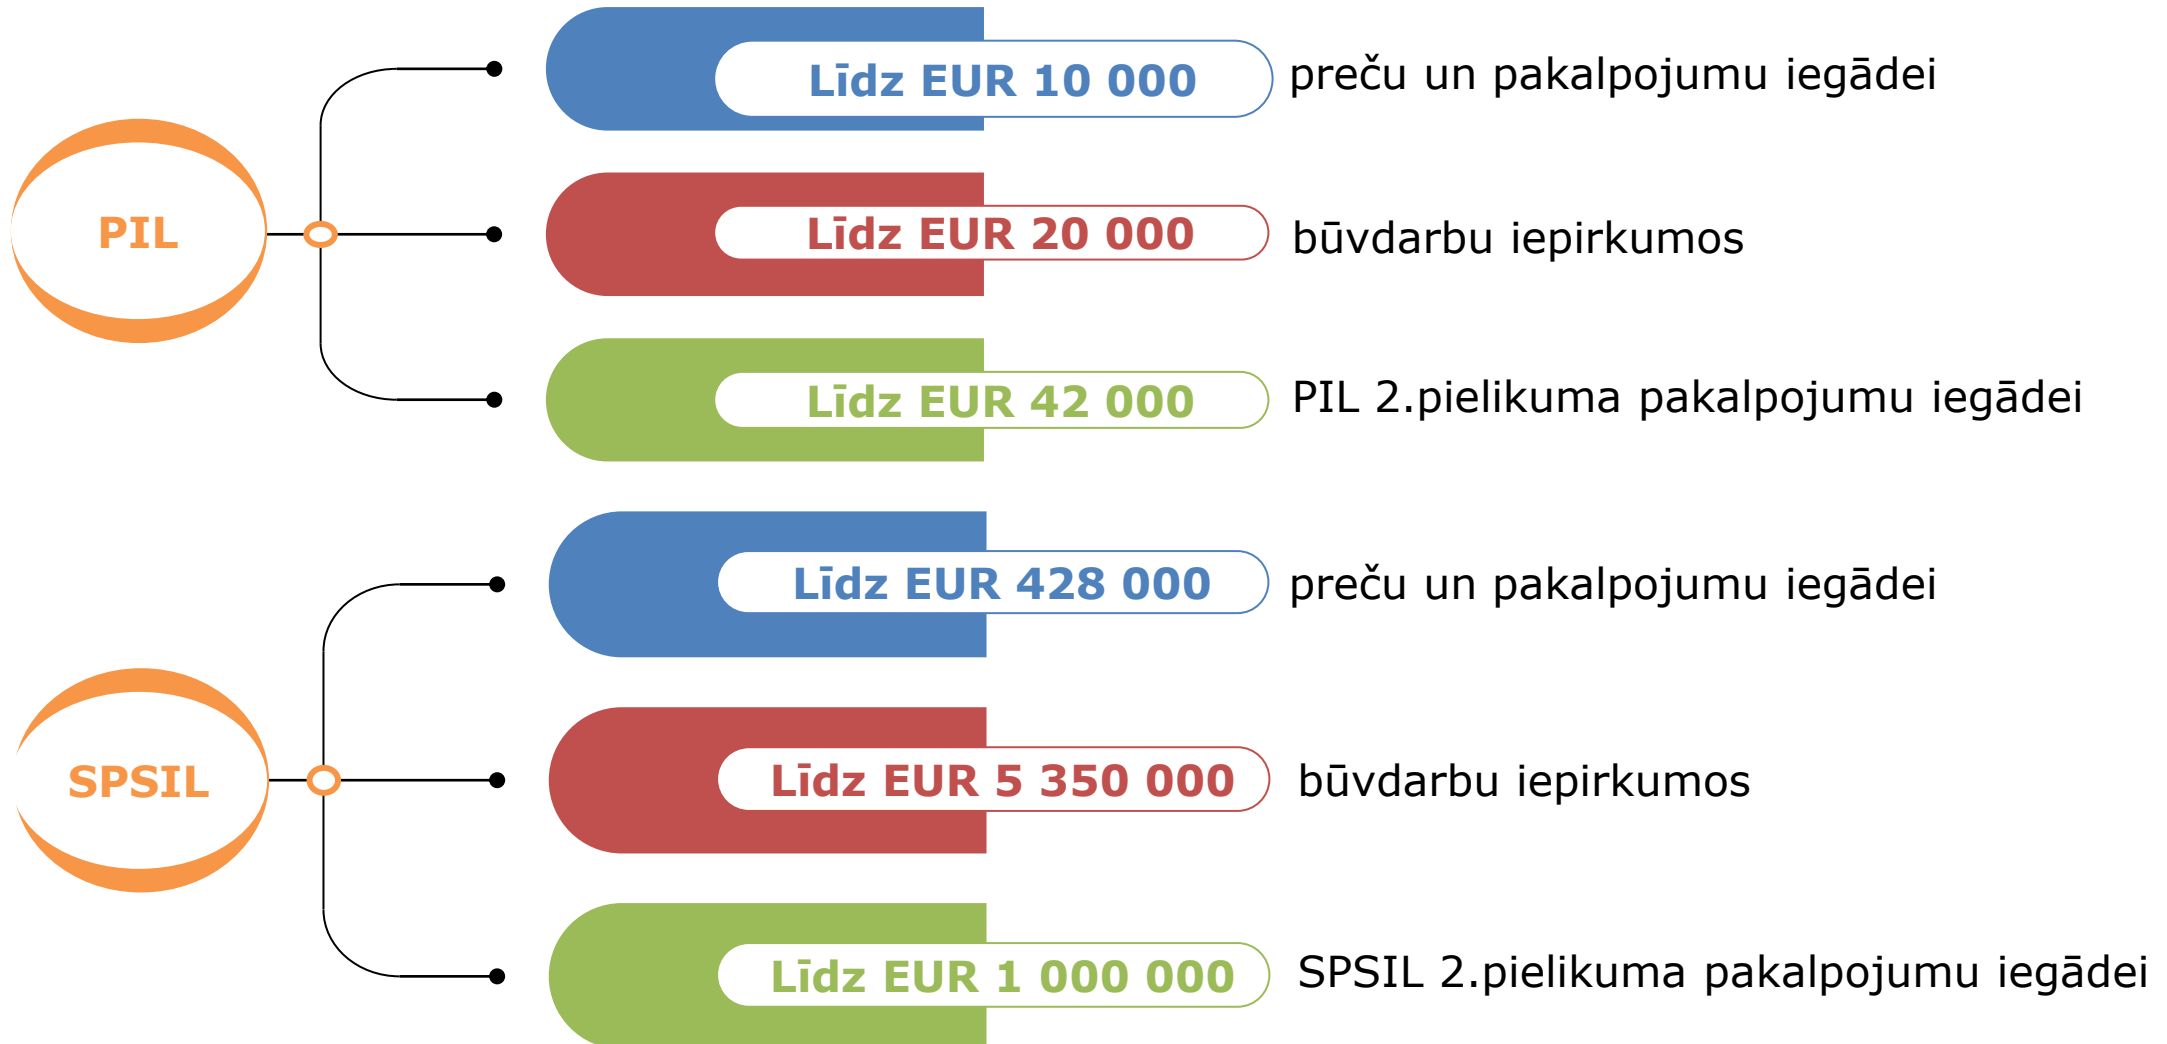 PIL
Līdz EUR 10 000
preču un pakalpojumu iegādei
Līdz EUR 20 000
būvdarbu iepirkumos
Līdz EUR 42 000
PIL 2.pielikuma pakalpojumu iegādei
SPSIL
Līdz EUR 428 000
preču un pakalpojumu iegādei
Līdz EUR 5 350 000
būvdarbu iepirkumos
Līdz EUR 1 000 000
SPSIL 2.pielikuma pakalpojumu iegādei